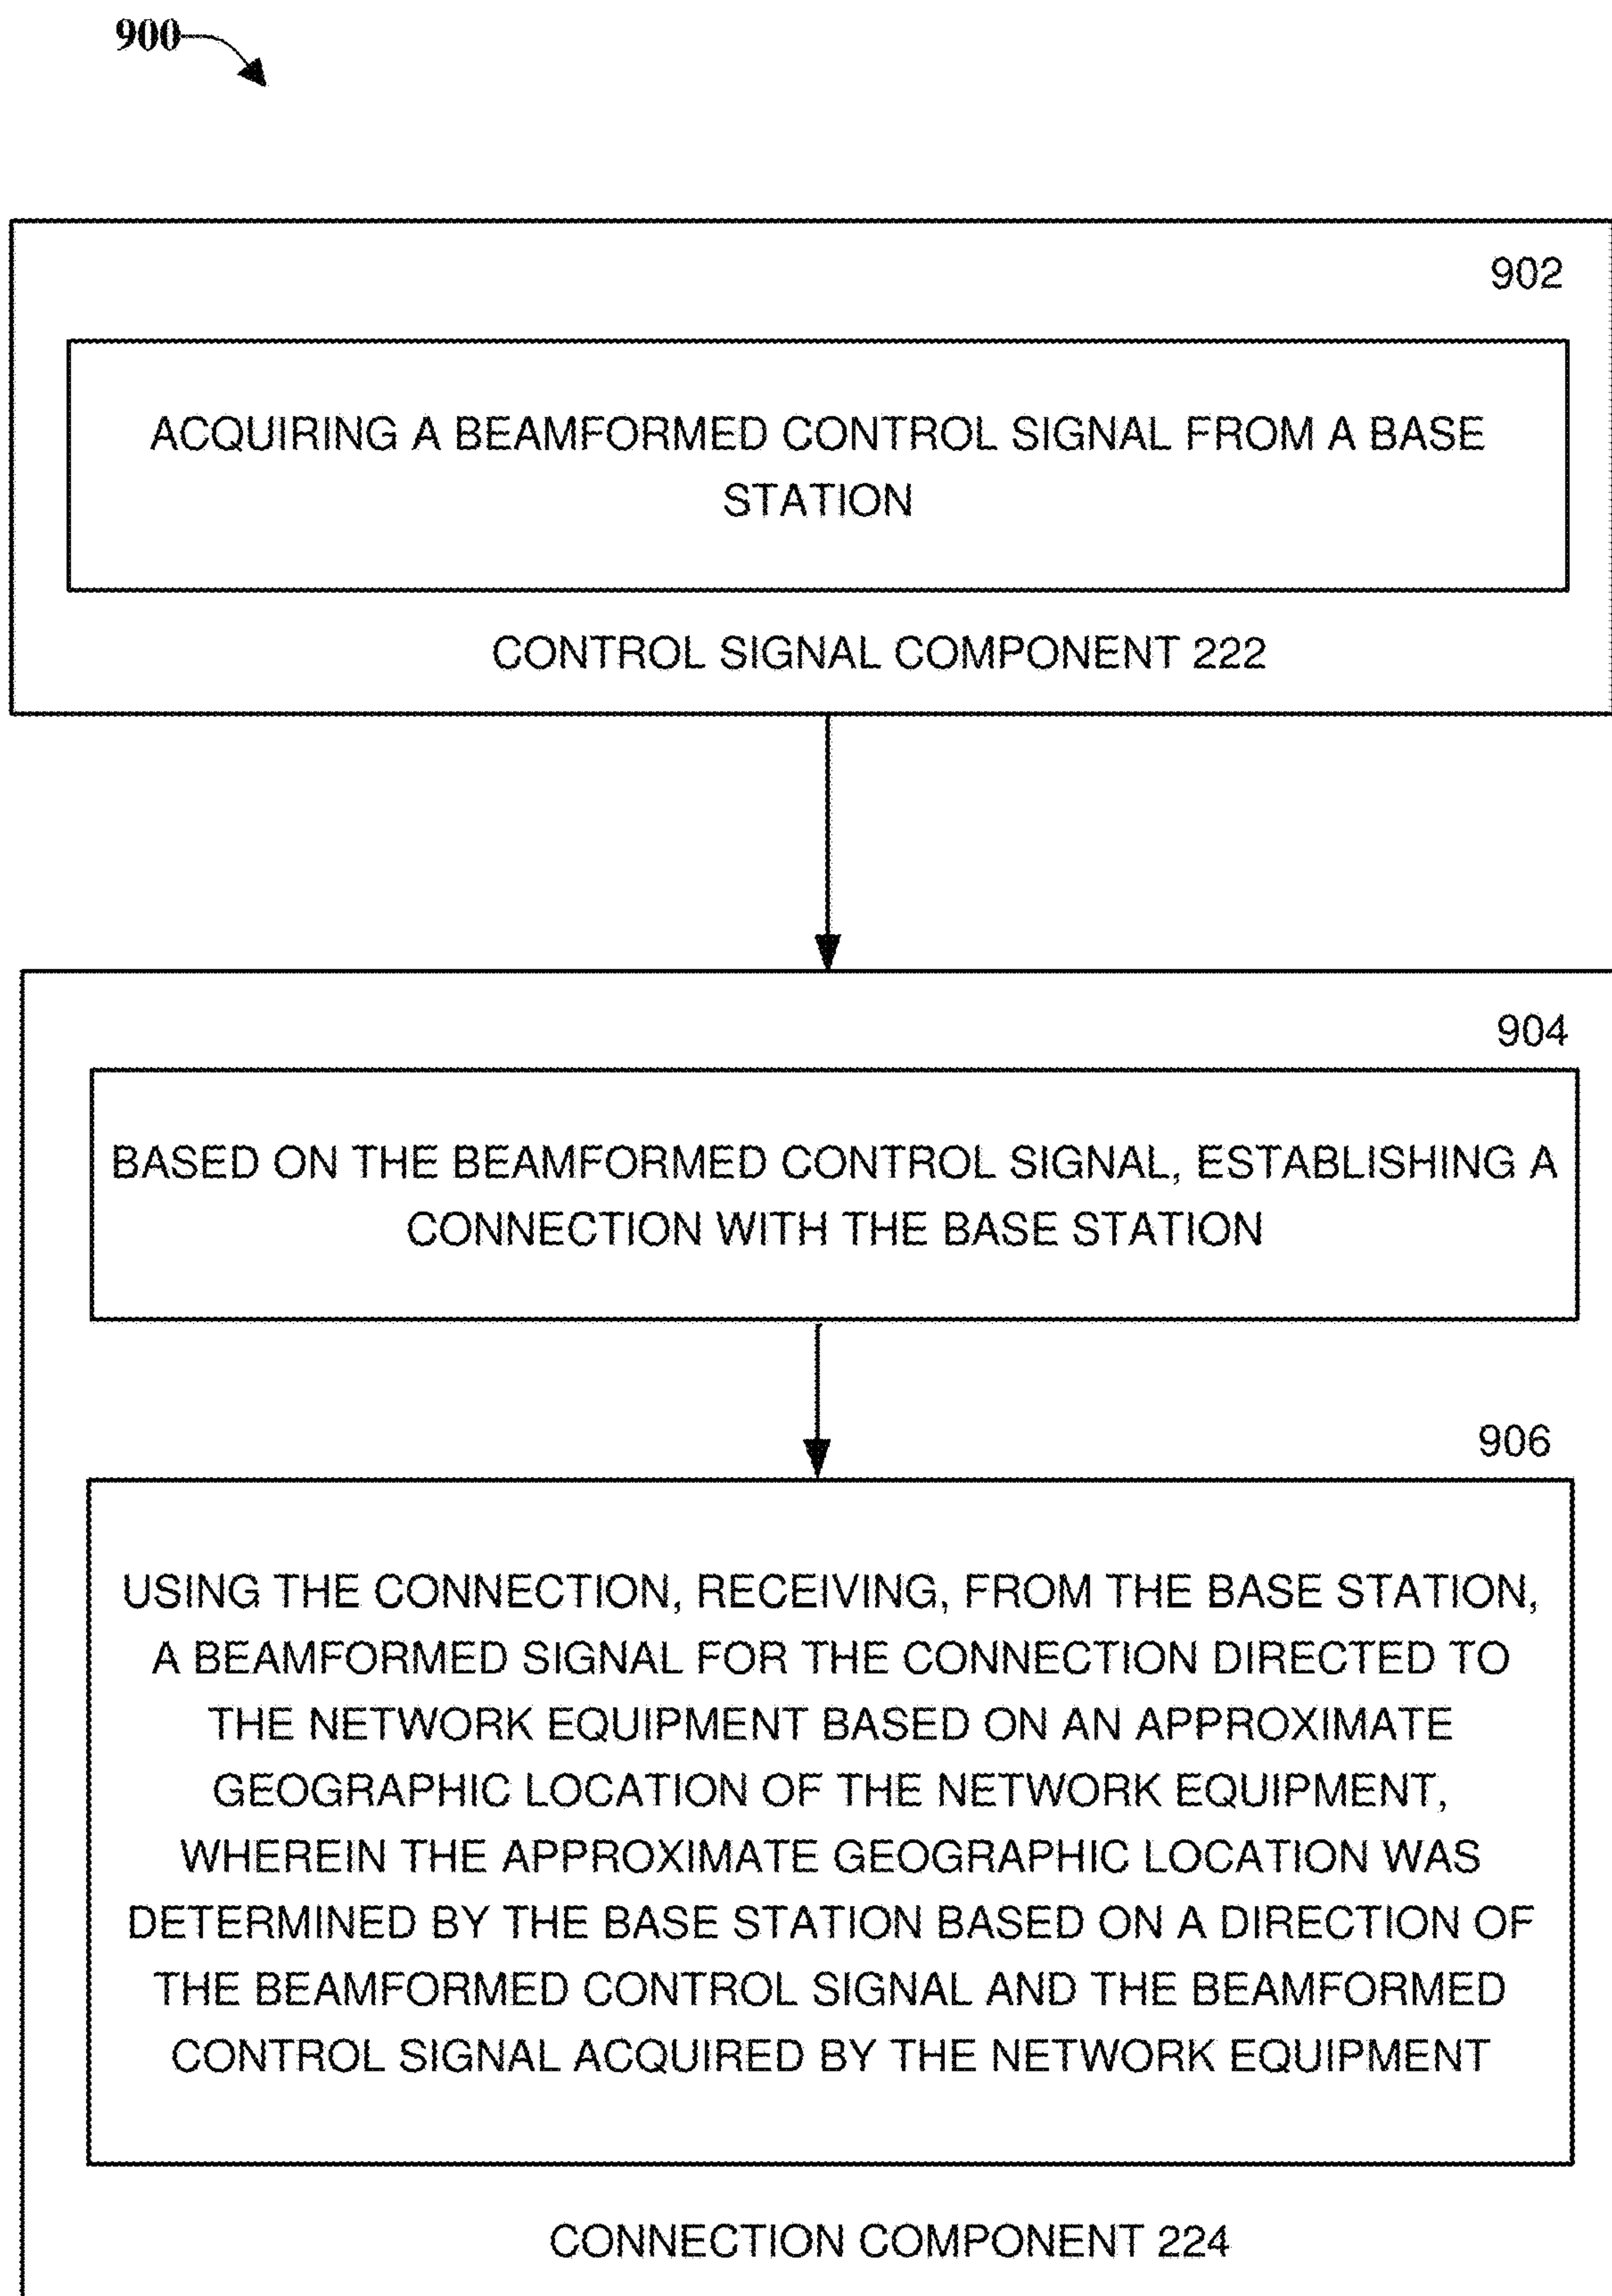 900
902
ACQUIRING A BEAMFORMED CONTROL SIGNAL FROM A BASE
STATION
CONTROL SIGNAL COMPONENT 222
904
BASED ON THE BEAMFORMED CONTROL SIGNAL, ESTABLISHING A
CONNECTION WITH THE BASE STATION
906
USING THE CONNECTION, RECEIVING, FROM THE BASE STATION,
A BEAMFORMED SIGNAL FOR THE CONNECTION DIRECTED TO
THE NETWORK EQUIPMENT BASED ON AN APPROXIMATE
GEOGRAPHIC LOCATION OF THE NETWORK EQUIPMENT,
WHEREIN THE APPROXIMATE GEOGRAPHIC LOCATION WAS
DETERMINED BY THE BASE STATION BASED ON A DIRECTION OF
THE BEAMFORMED CONTROL SIGNAL AND THE BEAMFORMED
CONTROL SIGNAL ACQUIRED BY THE NETWORK EQUIPMENT
CONNECTION COMPONENT 224